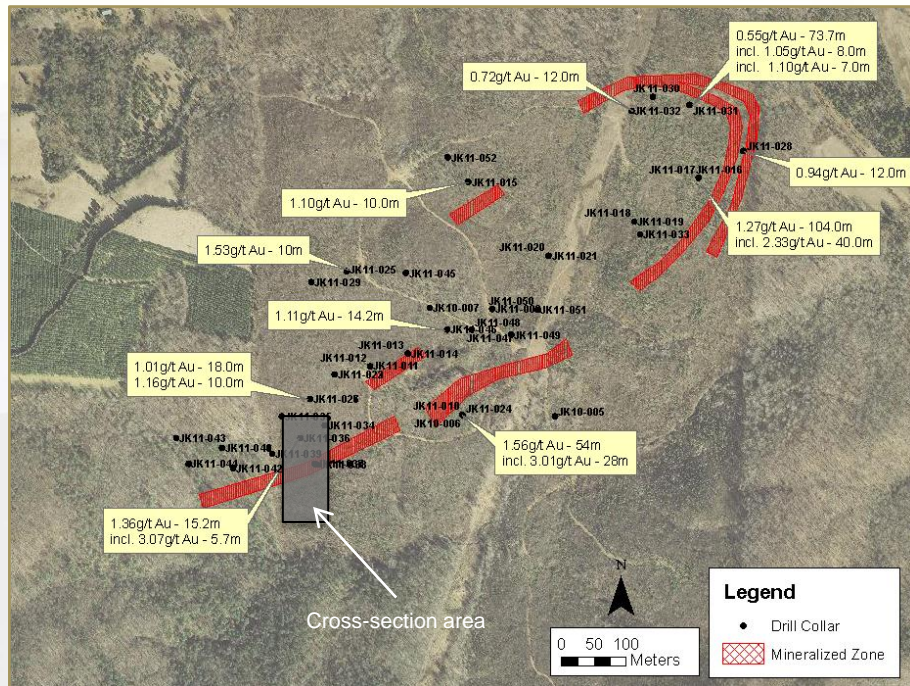 0.55g/t Au - 73.7m
incl. 1.05g/t Au - 8.0m
incl. 1.10g/t Au - 7.0m
0.72g/t Au - 12.0m
JK11-030
JK11-032
JK11-031
JK11-028
JK11-052
JK11-017
JK11-016
JK11-015
0.94g/t Au - 12.0m
1.10g/t Au - 10.0m
JK11-018
JK11-019
JK11-033
1.27g/t Au - 104.0m
incl. 2.33g/t Au - 40.0m
JK11-020
JK11-021
1.53g/t Au - 10m
JK11-025
JK11-045
JK11-029
JK10-007
JK11-050
JK11-051
1.11g/t Au - 14.2m
JK11-048
JK11-047
JK11-049
JK11-013
JK11-014
JK11-012
JK11-011
1.01g/t Au - 18.0m
1.16g/t Au - 10.0m
JK11-010
JK11-024
JK10-005
JK10-006
JK11-034
JK11-036
JK11-043
JK11-039
JK11-042
1.56g/t Au - 54m
incl. 3.01g/t Au - 28m
1.36g/t Au - 15.2m
incl. 3.07g/t Au - 5.7m
Cross-section area
N
0 50 100
Meters
Legend
Drill Collar
Mineralized Zone